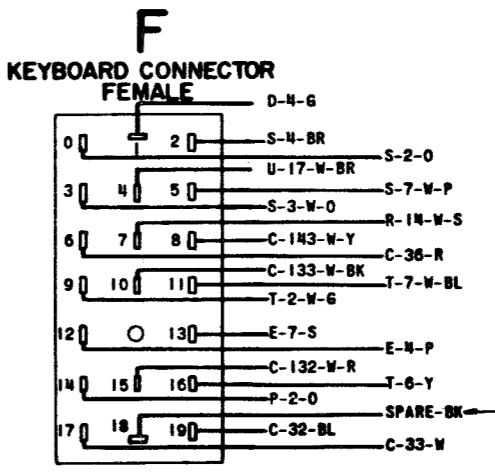 F
KEYBOARD CONNECTOR
FEMALE
D-4-G
0 1 2 S-4-BR
S-2-O
U-17-W-BR
3 4 5 S-7-W-P
S-3-W-O
R-14-W-S
6 7 8 C-143-W-Y
C-36-R
C-133-W-BK
9 10 11 T-7-W-BL
T-2-W-G
12 13 E-7-S
E-4-P
C-132-W-R
14 15 16 T-6-Y
P-2-O
SPARE-BK
17 18 19 C-32-BL
C-33-W